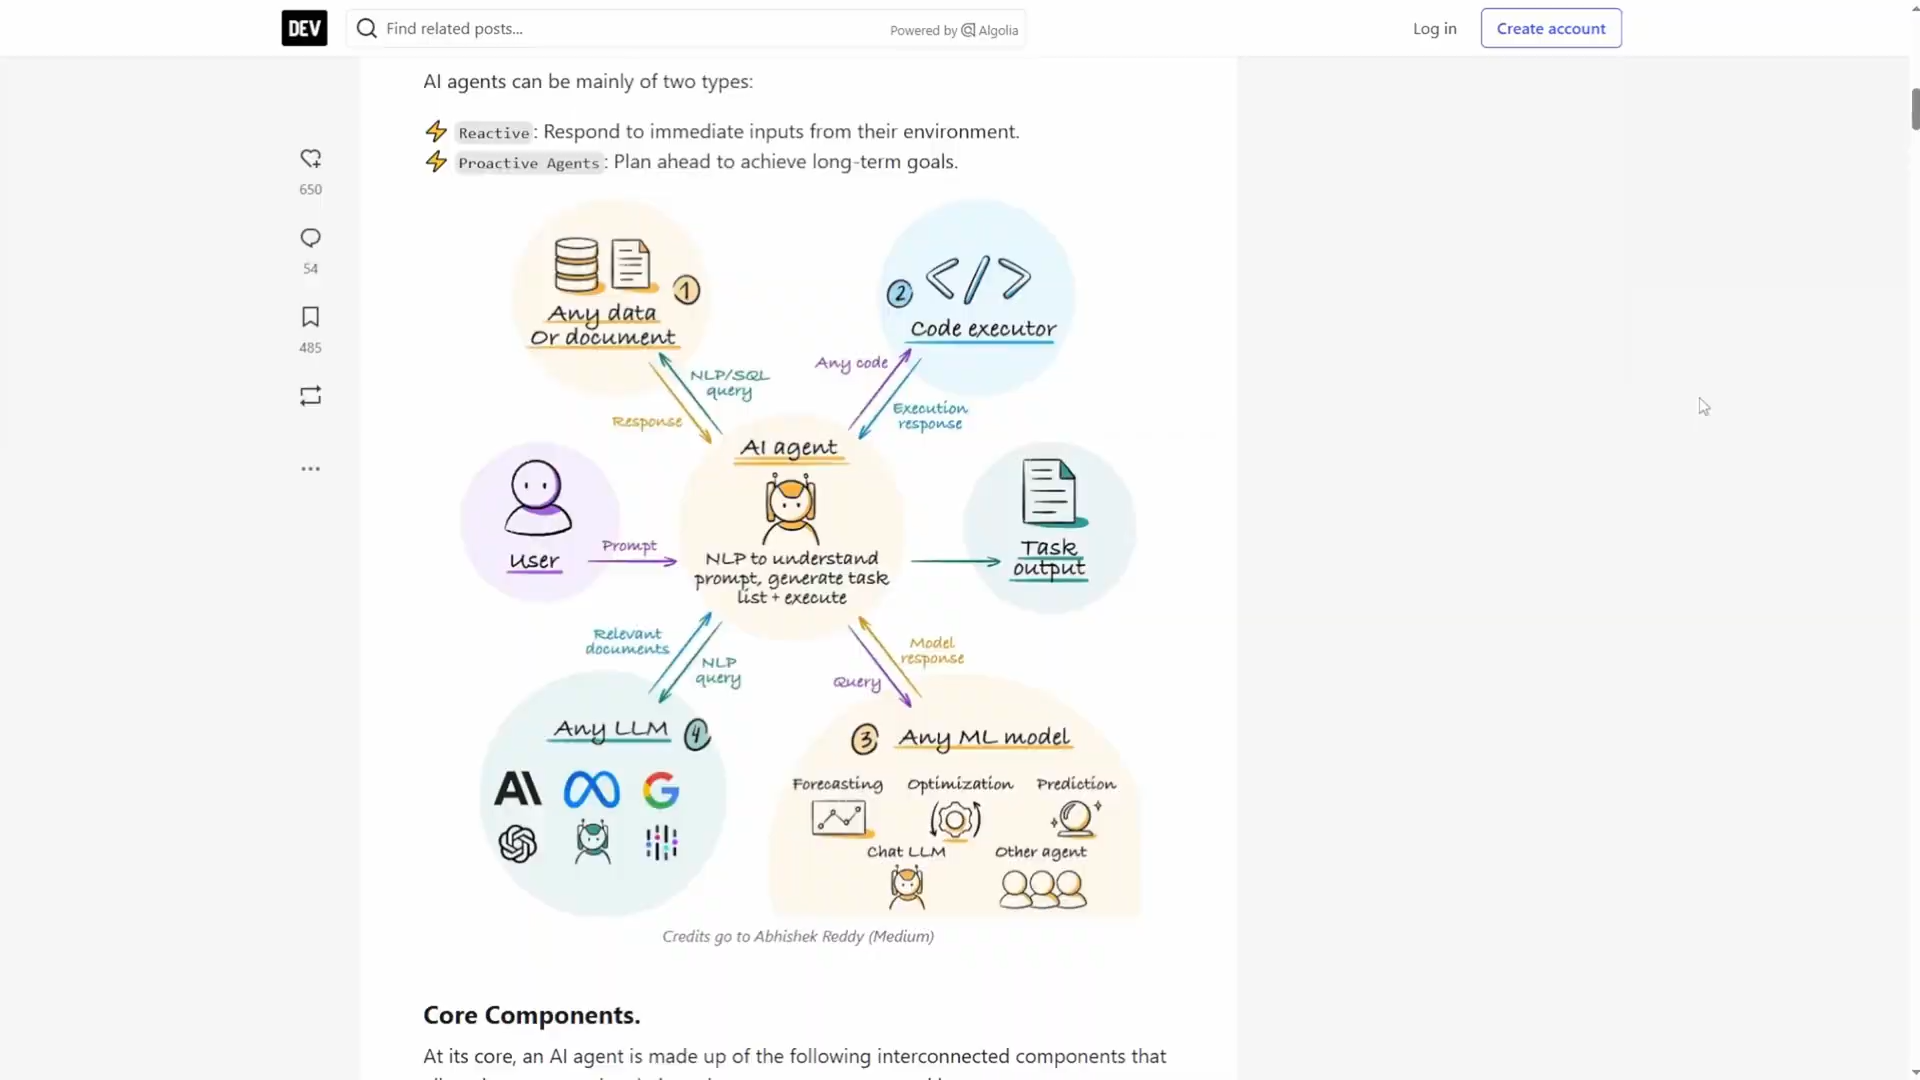 DEV
Find related posts...
Powered by Algolia
Log in
Create account
AI agents can be mainly of two types:
Reactive: Respond to immediate inputs from their environment.
Proactive Agents: Plan ahead to achieve long-term goals.
650
54
485
1
Any data
Or document
2
Code executor
NLP/SQL
query
Response
Any code
Execution
response
AI agent
NLP to understand
prompt, generate task
list + execute
User
Prompt
Task
output
Relevant
documents
NLP
query
Model
response
Query
Any LLM
4
3
Any ML model
Forecasting
Optimization
Prediction
Chat LLM
Other agent
Credits go to Abhishek Reddy (Medium)
Core Components.
At its core, an AI agent is made up of the following interconnected components that